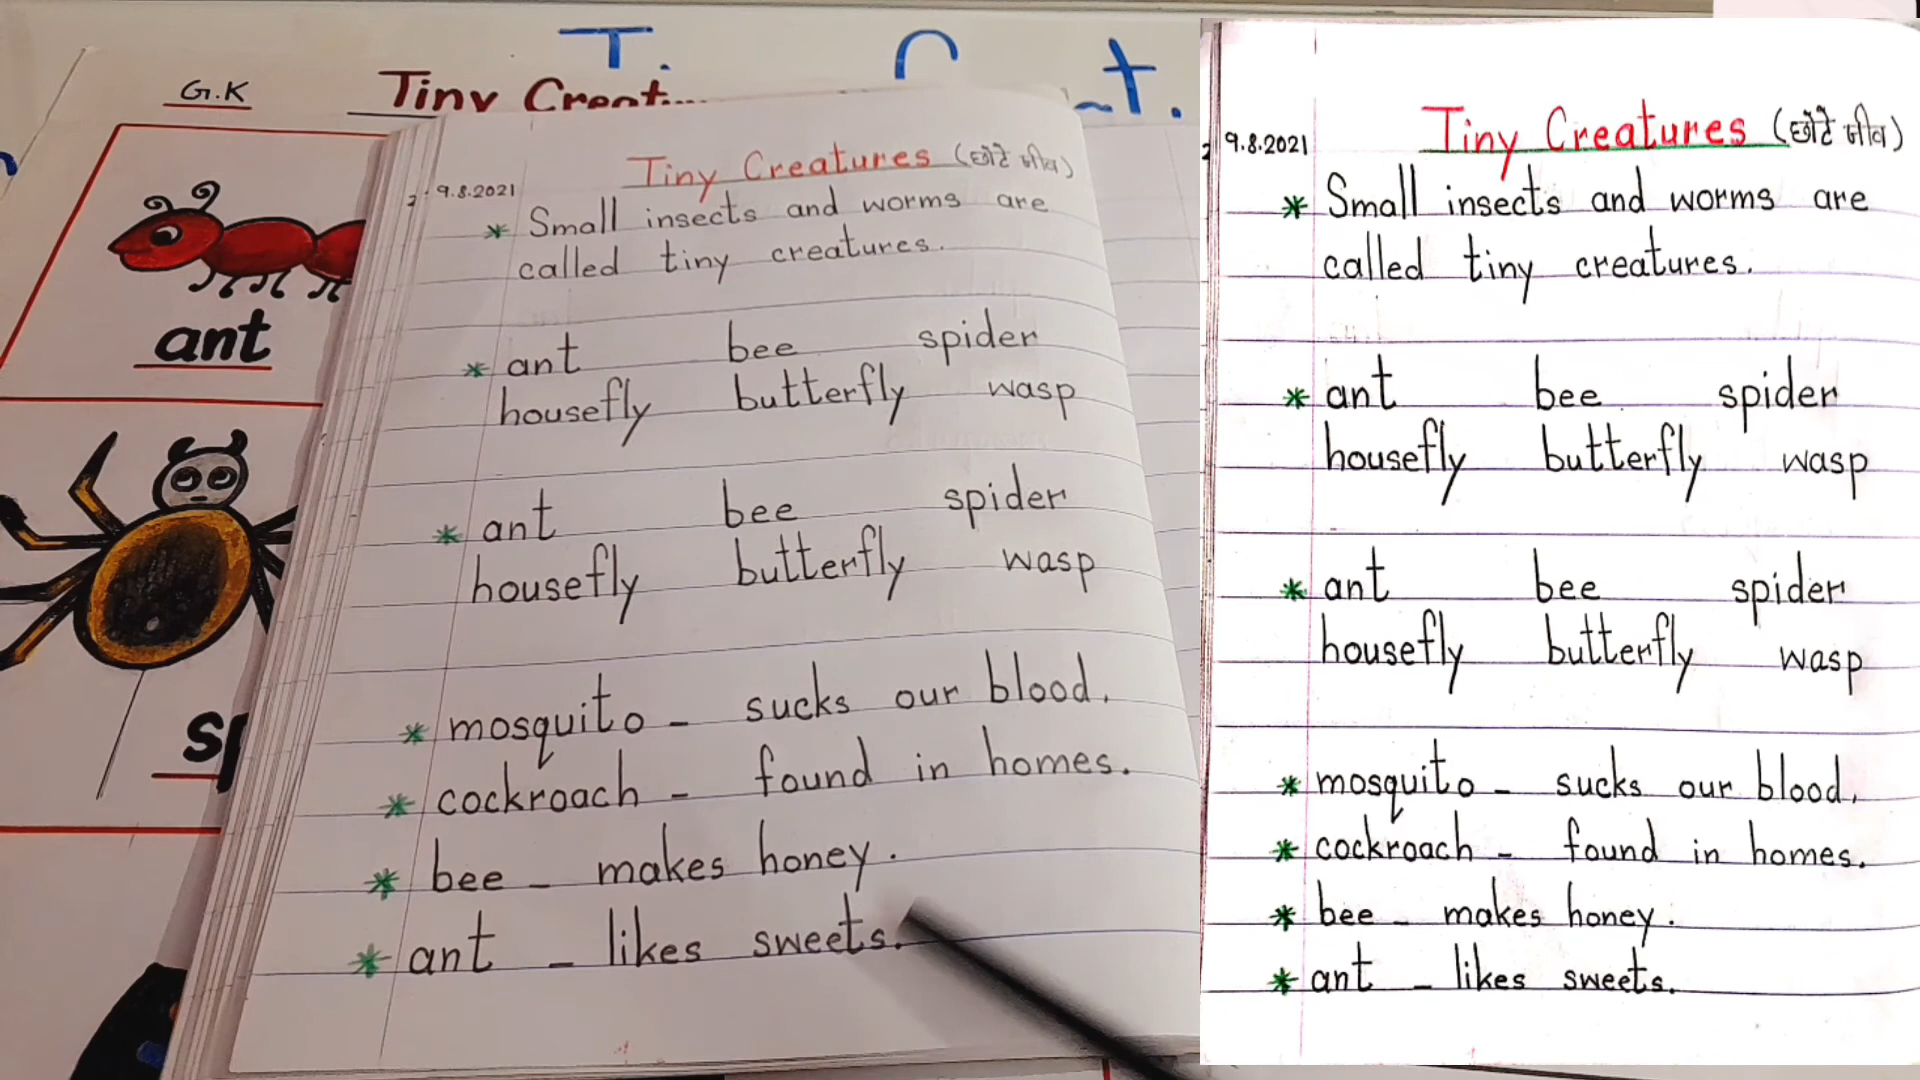 G.K
Tiny Creat
ant
Tiny Creatures (छोटे जीव)
9.8.2021
* Small insects and worms are
called tiny creatures.
* ant bee spider
housefly butterfly wasp
* ant bee spider
housefly butterfly wasp
* mosquito - sucks our blood.
* cockroach - found in homes.
* bee - makes honey.
* ant - likes sweets.
Tiny Creatures (छोटे जीव)
9.8.2021
* Small insects and worms are
called tiny creatures.
* ant bee spider
housefly butterfly wasp
* ant bee spider
housefly butterfly wasp
* mosquito - sucks our blood.
* cockroach - found in homes.
* bee - makes honey.
* ant - likes sweets.